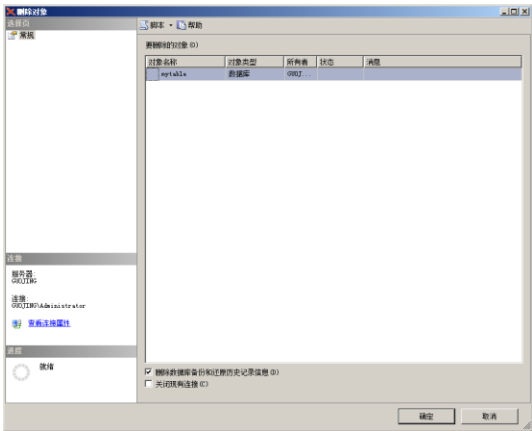 删除对象
选择页
常规
脚本 帮助
要删除的对象(O)
对象名称 对象类型 所有者 状态 消息
mytable 数据库 GUOJ...
连接
服务器:
GUOJING
连接:
GUOJING\Administrator
查看连接属性
进度
就绪
删除数据库备份和还原历史记录信息(D)
关闭现有连接(C)
确定 取消